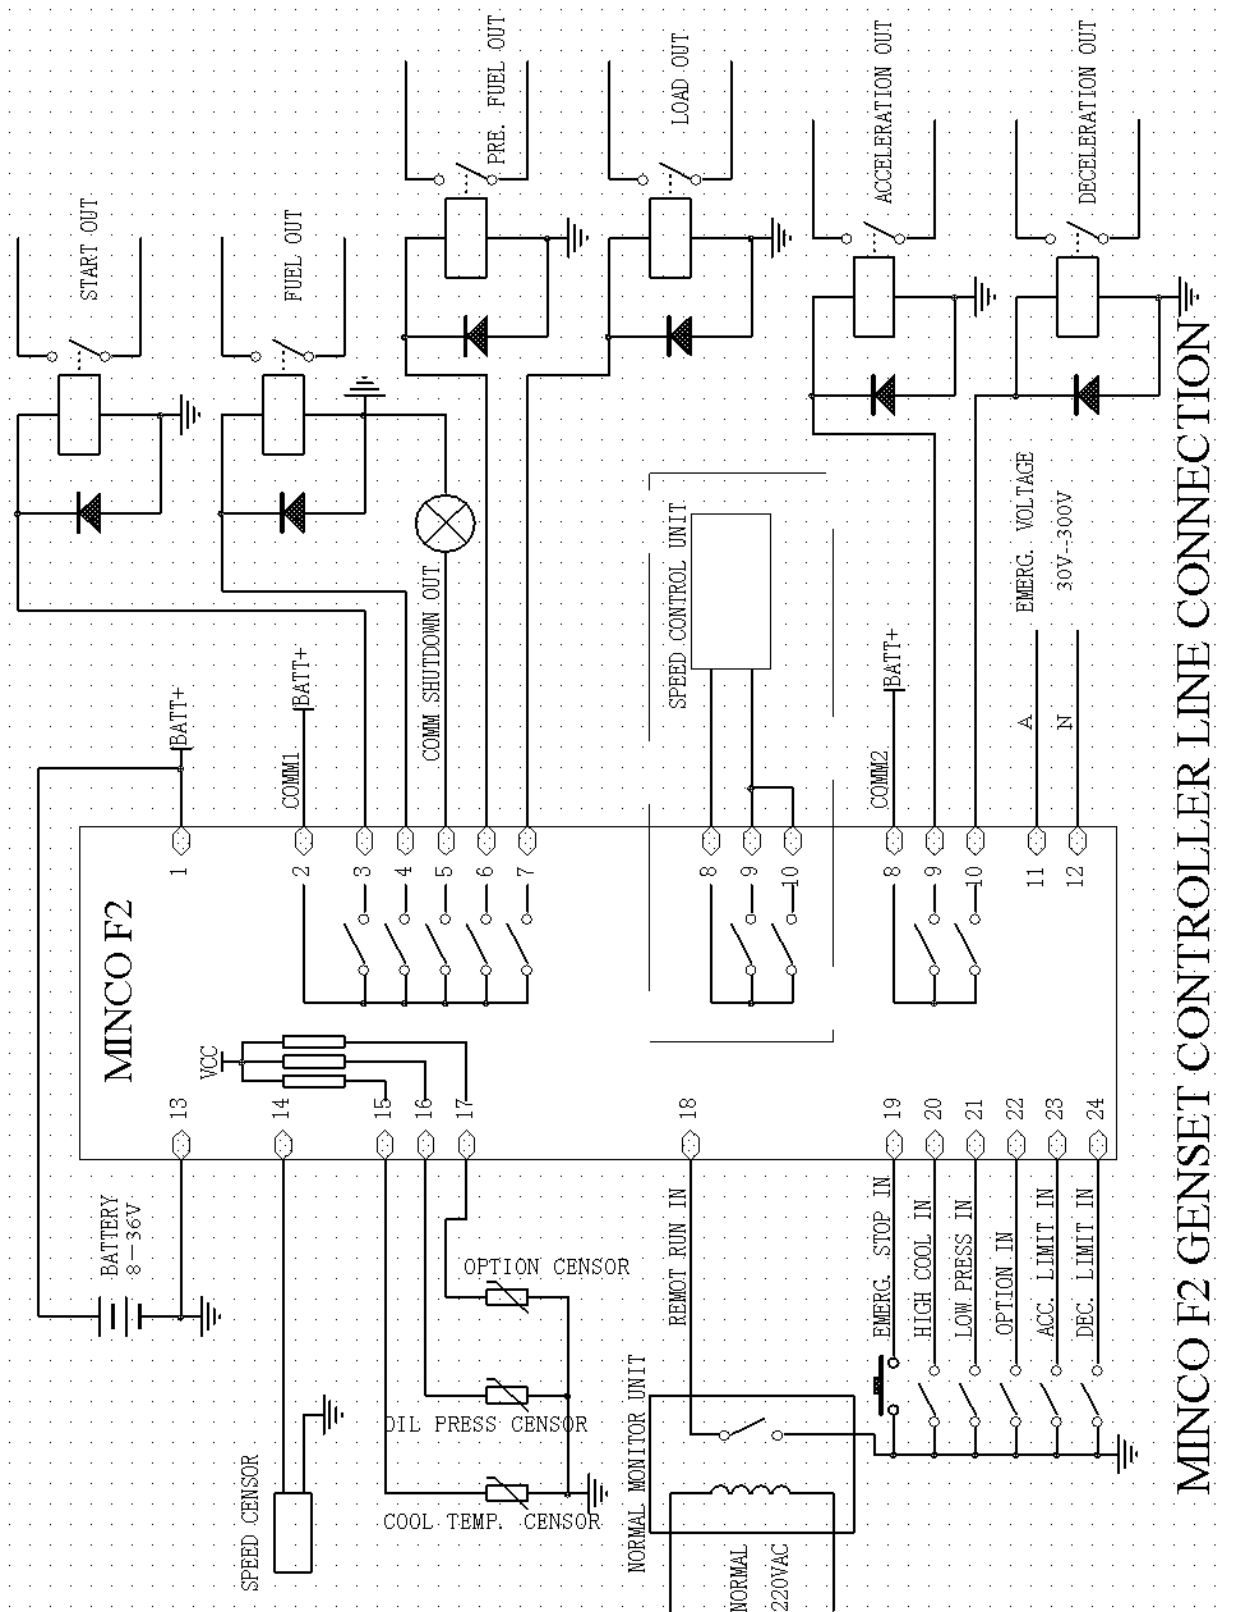 START OUT
FUEL OUT
PRE. FUEL OUT
LOAD OUT
ACCELERATION OUT
DECELERATION OUT
BATT+
COMM1
BATT+
COMM SHUTDOWN OUT
SPEED CONTROL UNIT
COMM2
BATT+
EMERG. VOLTAGE
30V--300V
A
N
1
2
3
4
5
6
7
8
9
10
8
9
10
11
12
MINCO F2
VCC
13
14
15
16
17
18
19
20
21
22
23
24
BATTERY
8-36V
SPEED CENSOR
COOL TEMP. CENSOR
OIL PRESS CENSOR
OPTION CENSOR
REMOT RUN IN
NORMAL MONITOR UNIT
NORMAL
220VAC
EMERG. STOP IN
HIGH COOL IN
LOW PRESS IN
OPTION IN
ACC. LIMIT IN
DEC. LIMIT IN
MINCO F2 GENSET CONTROLLER LINE CONNECTION